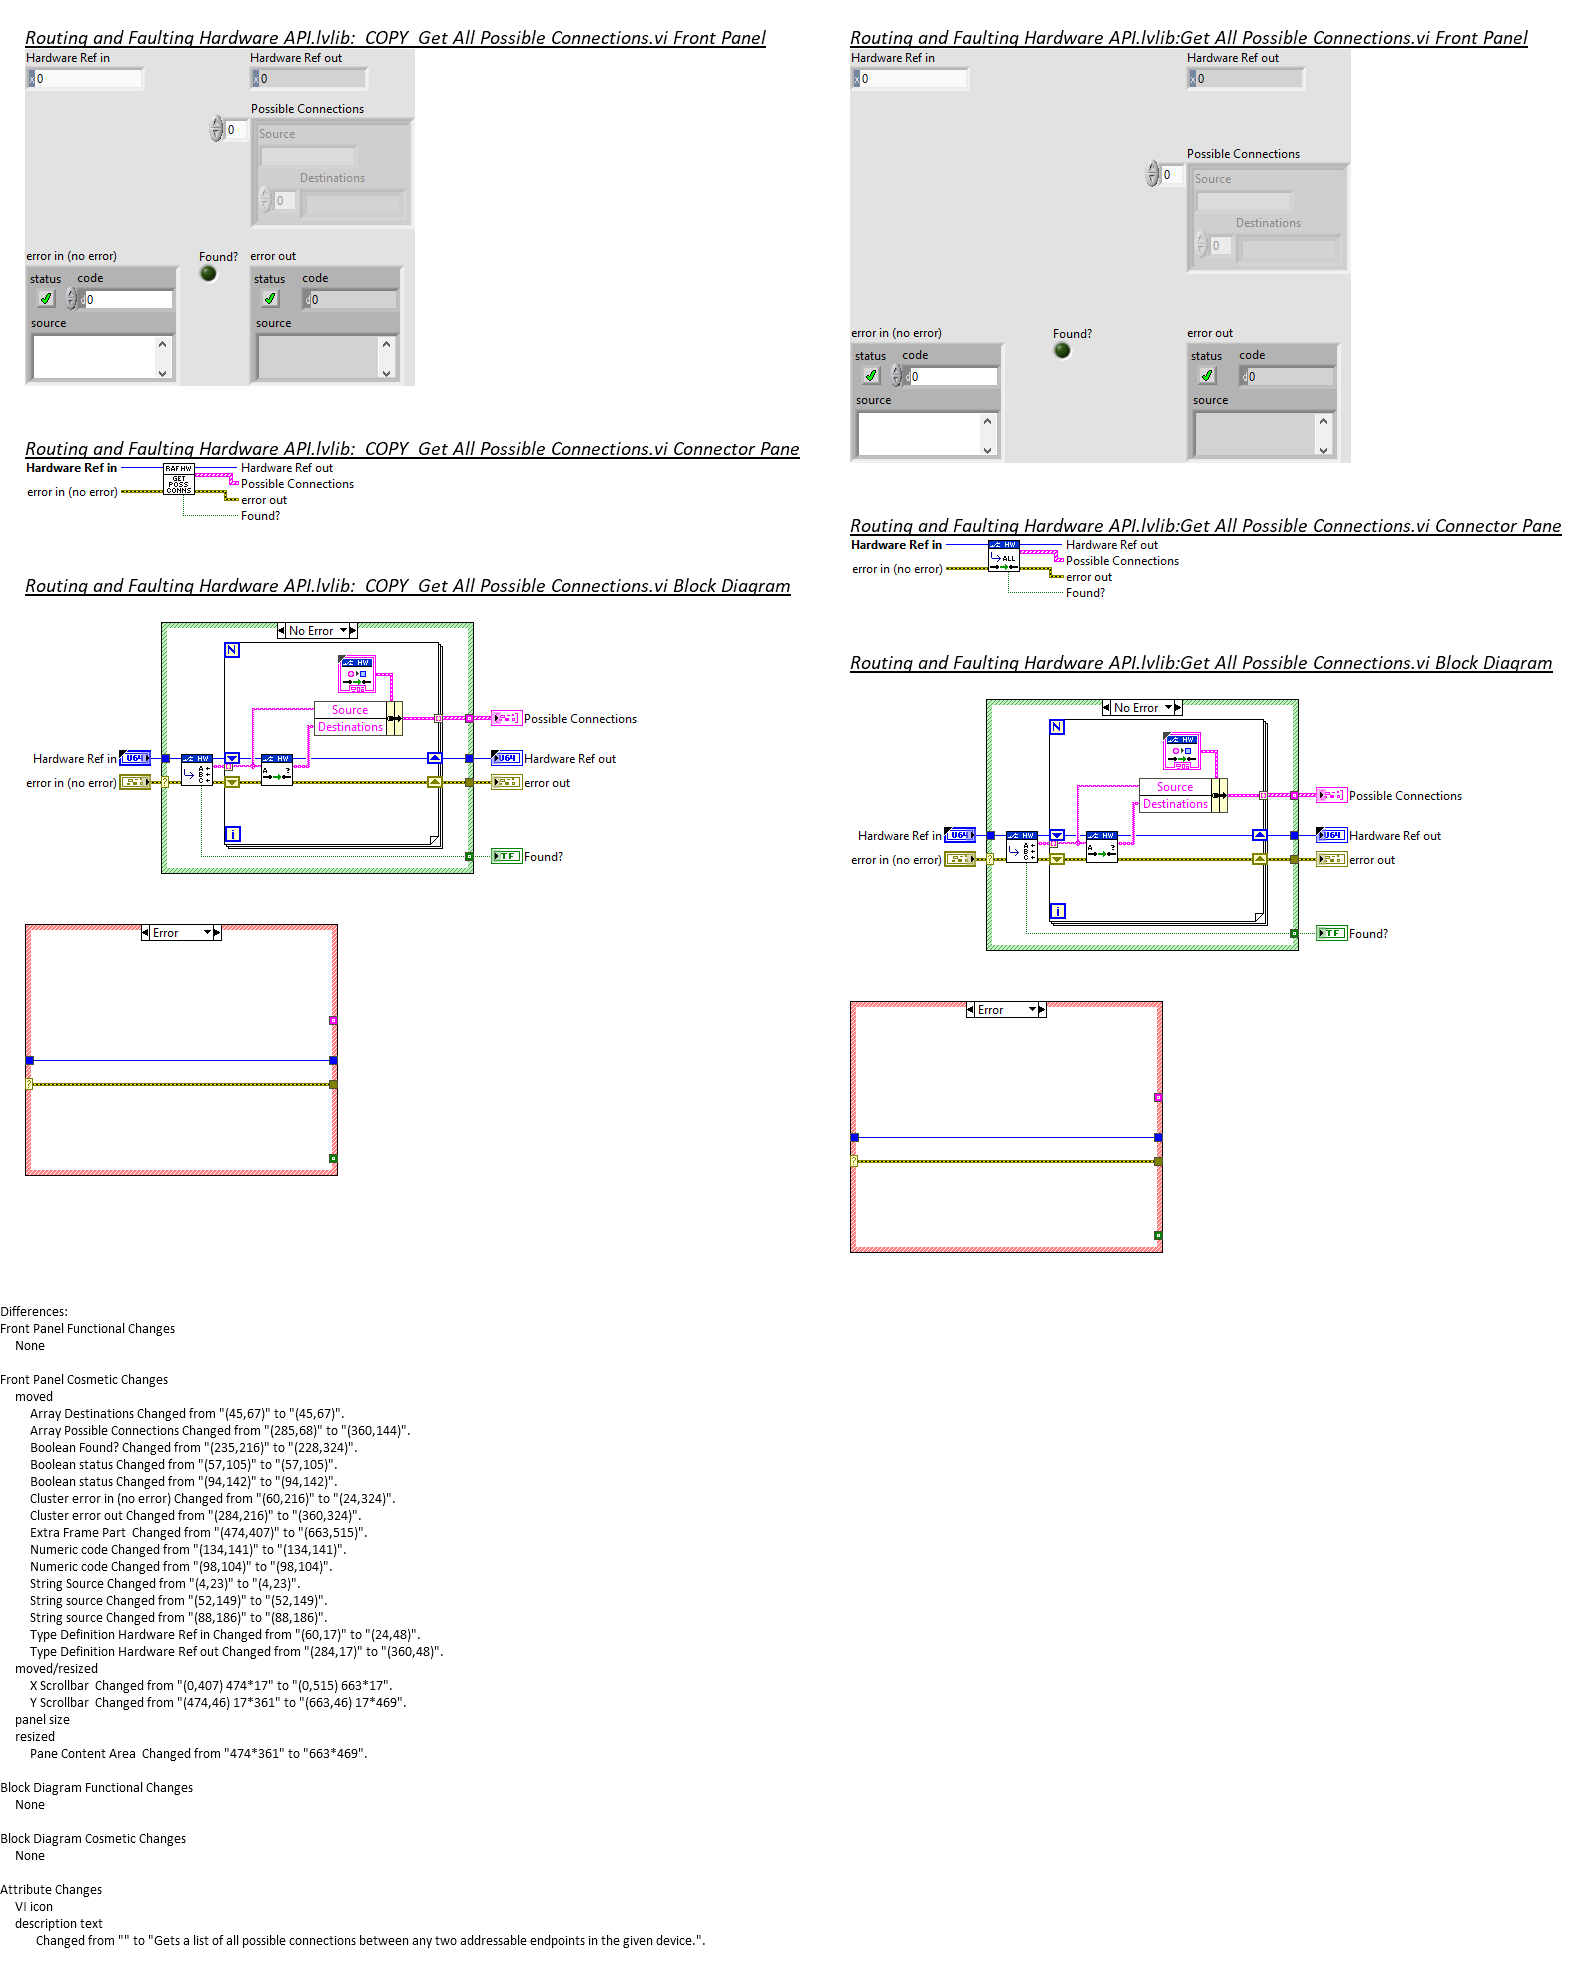 Routing and Faulting Hardware API.lvlib:_COPY_Get All Possible Connections.vi Front Panel
Hardware Ref in
x 0
Hardware Ref out
x 0
Possible Connections
0
Source
Destinations
0
error in (no error)
status
code
d 0
source
Found?
error out
status
code
d 0
source
Routing and Faulting Hardware API.lvlib:_COPY_Get All Possible Connections.vi Connector Pane
Hardware Ref in
error in (no error)
RAF HW
GET
POSS
CONNS
Hardware Ref out
Possible Connections
error out
Found?
Routing and Faulting Hardware API.lvlib:_COPY_Get All Possible Connections.vi Block Diagram
No Error
N
HW
Source
Destinations
Possible Connections
Hardware Ref in
U64
HW
A
B
C
HW
A ?
U64
Hardware Ref out
error in (no error)
?
error out
i
TF
Found?
Error
?
Routing and Faulting Hardware API.lvlib:Get All Possible Connections.vi Front Panel
Hardware Ref in
x 0
Hardware Ref out
x 0
Possible Connections
0
Source
Destinations
0
error in (no error)
status
code
d 0
source
Found?
error out
status
code
d 0
source
Routing and Faulting Hardware API.lvlib:Get All Possible Connections.vi Connector Pane
Hardware Ref in
error in (no error)
HW
ALL
Hardware Ref out
Possible Connections
error out
Found?
Routing and Faulting Hardware API.lvlib:Get All Possible Connections.vi Block Diagram
No Error
N
HW
Source
Destinations
Possible Connections
Hardware Ref in
U64
HW
A
B
C
HW
A ?
U64
Hardware Ref out
error in (no error)
?
error out
i
TF
Found?
Error
?
Differences:
Front Panel Functional Changes
None
Front Panel Cosmetic Changes
moved
Array Destinations Changed from "(45,67)" to "(45,67)".
Array Possible Connections Changed from "(285,68)" to "(360,144)".
Boolean Found? Changed from "(235,216)" to "(228,324)".
Boolean status Changed from "(57,105)" to "(57,105)".
Boolean status Changed from "(94,142)" to "(94,142)".
Cluster error in (no error) Changed from "(60,216)" to "(24,324)".
Cluster error out Changed from "(284,216)" to "(360,324)".
Extra Frame Part  Changed from "(474,407)" to "(663,515)".
Numeric code Changed from "(134,141)" to "(134,141)".
Numeric code Changed from "(98,104)" to "(98,104)".
String Source Changed from "(4,23)" to "(4,23)".
String source Changed from "(52,149)" to "(52,149)".
String source Changed from "(88,186)" to "(88,186)".
Type Definition Hardware Ref in Changed from "(60,17)" to "(24,48)".
Type Definition Hardware Ref out Changed from "(284,17)" to "(360,48)".
moved/resized
X Scrollbar  Changed from "(0,407) 474*17" to "(0,515) 663*17".
Y Scrollbar  Changed from "(474,46) 17*361" to "(663,46) 17*469".
panel size
resized
Pane Content Area  Changed from "474*361" to "663*469".
Block Diagram Functional Changes
None
Block Diagram Cosmetic Changes
None
Attribute Changes
VI icon
description text
Changed from "" to "Gets a list of all possible connections between any two addressable endpoints in the given device.".